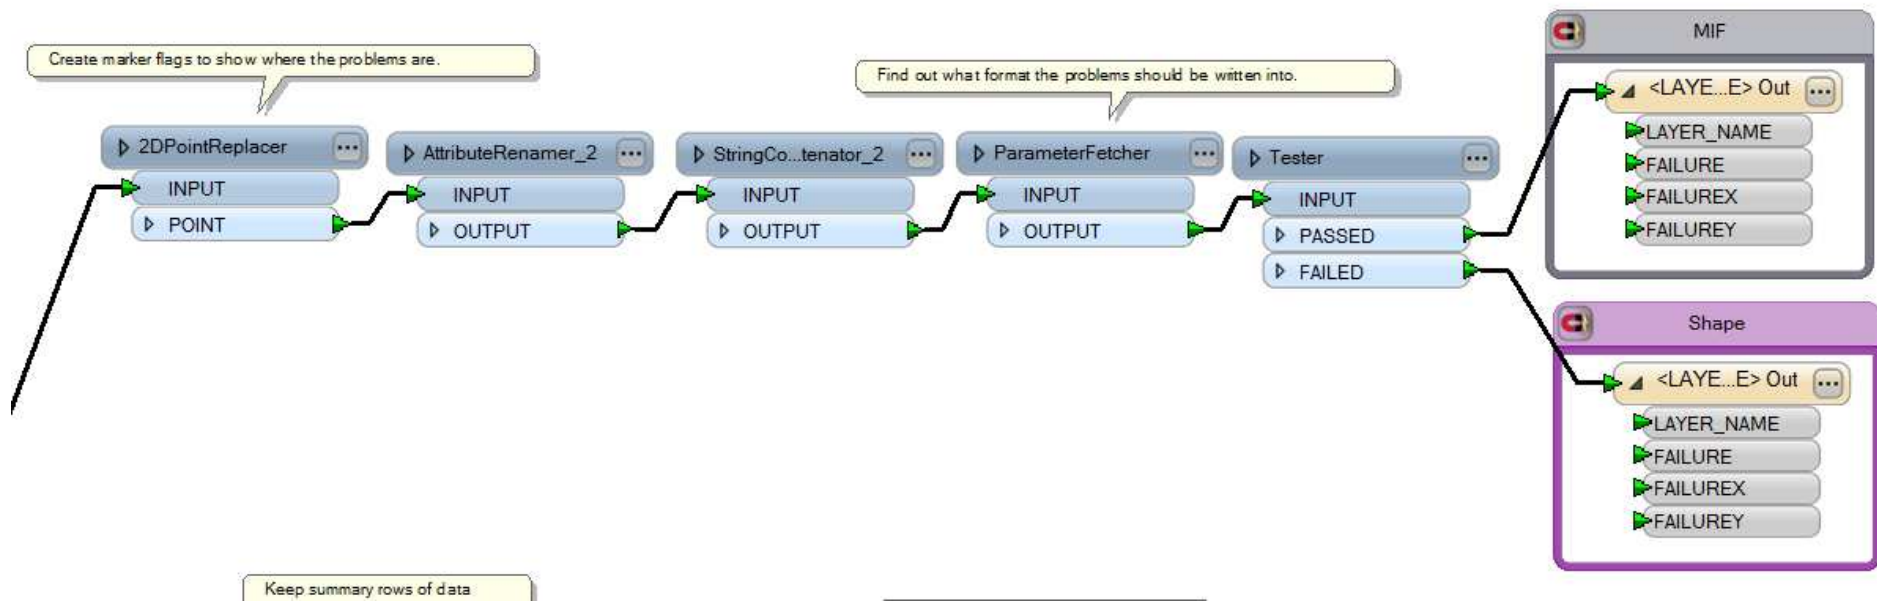 MIF
Create marker flags to show where the problems are.
Find out what format the problems should be written into.
<LAYE...E> Out
LAYER_NAME
FAILURE
FAILUREX
FAILUREY
2DPointReplacer
INPUT
POINT
AttributeRenamer_2
INPUT
OUTPUT
StringCo...tenator_2
INPUT
OUTPUT
ParameterFetcher
INPUT
OUTPUT
Tester
INPUT
PASSED
FAILED
Shape
<LAYE...E> Out
LAYER_NAME
FAILURE
FAILUREX
FAILUREY
Keep summary rows of data